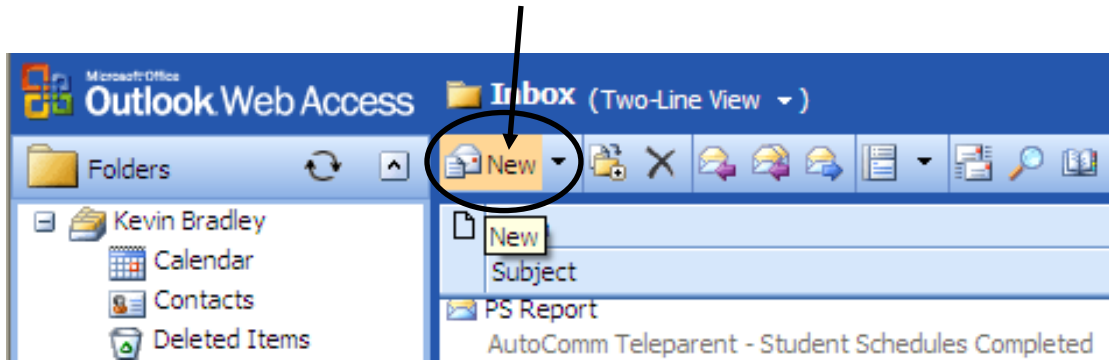 Microsoft Office
Outlook Web Access
Inbox (Two-Line View)
Folders
New
Kevin Bradley
New
Calendar
Subject
Contacts
PS Report
Deleted Items
AutoComm Teleparent - Student Schedules Completed